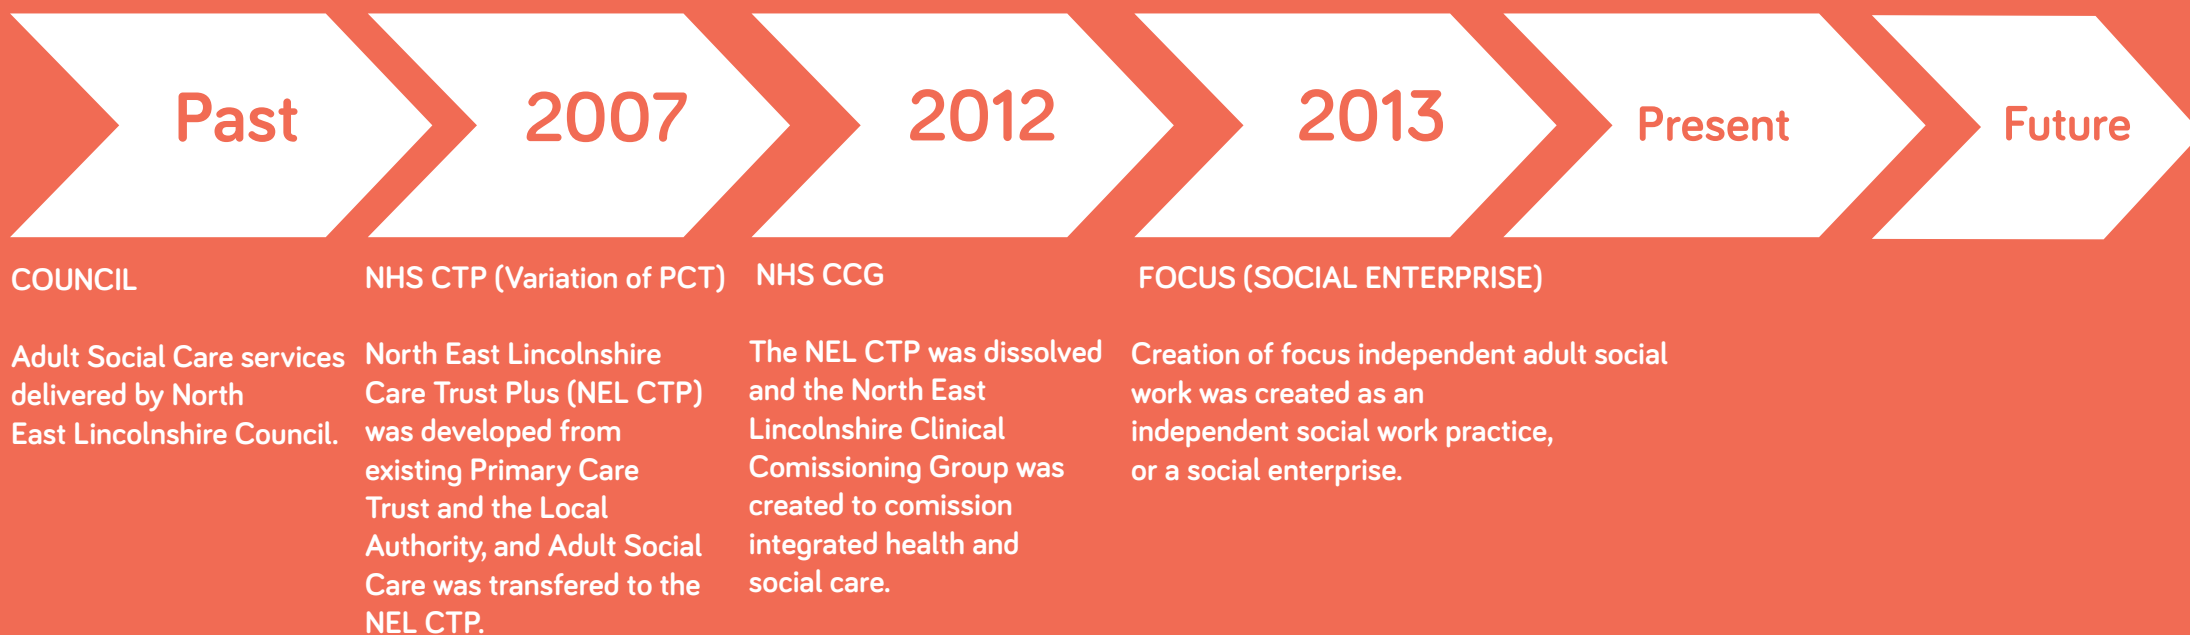 Past
2007
2012
2013
Present
Future
COUNCIL
Adult Social Care services
delivered by North
East Lincolnshire Council.
NHS CTP (Variation of PCT)
North East Lincolnshire
Care Trust Plus (NEL CTP)
was developed from
existing Primary Care
Trust and the Local
Authority, and Adult Social
Care was transfered to the
NEL CTP.
NHS CCG
The NEL CTP was dissolved
and the North East
Lincolnshire Clinical
Comissioning Group was
created to comission
integrated health and
social care.
FOCUS (SOCIAL ENTERPRISE)
Creation of focus independent adult social
work was created as an
independent social work practice,
or a social enterprise.